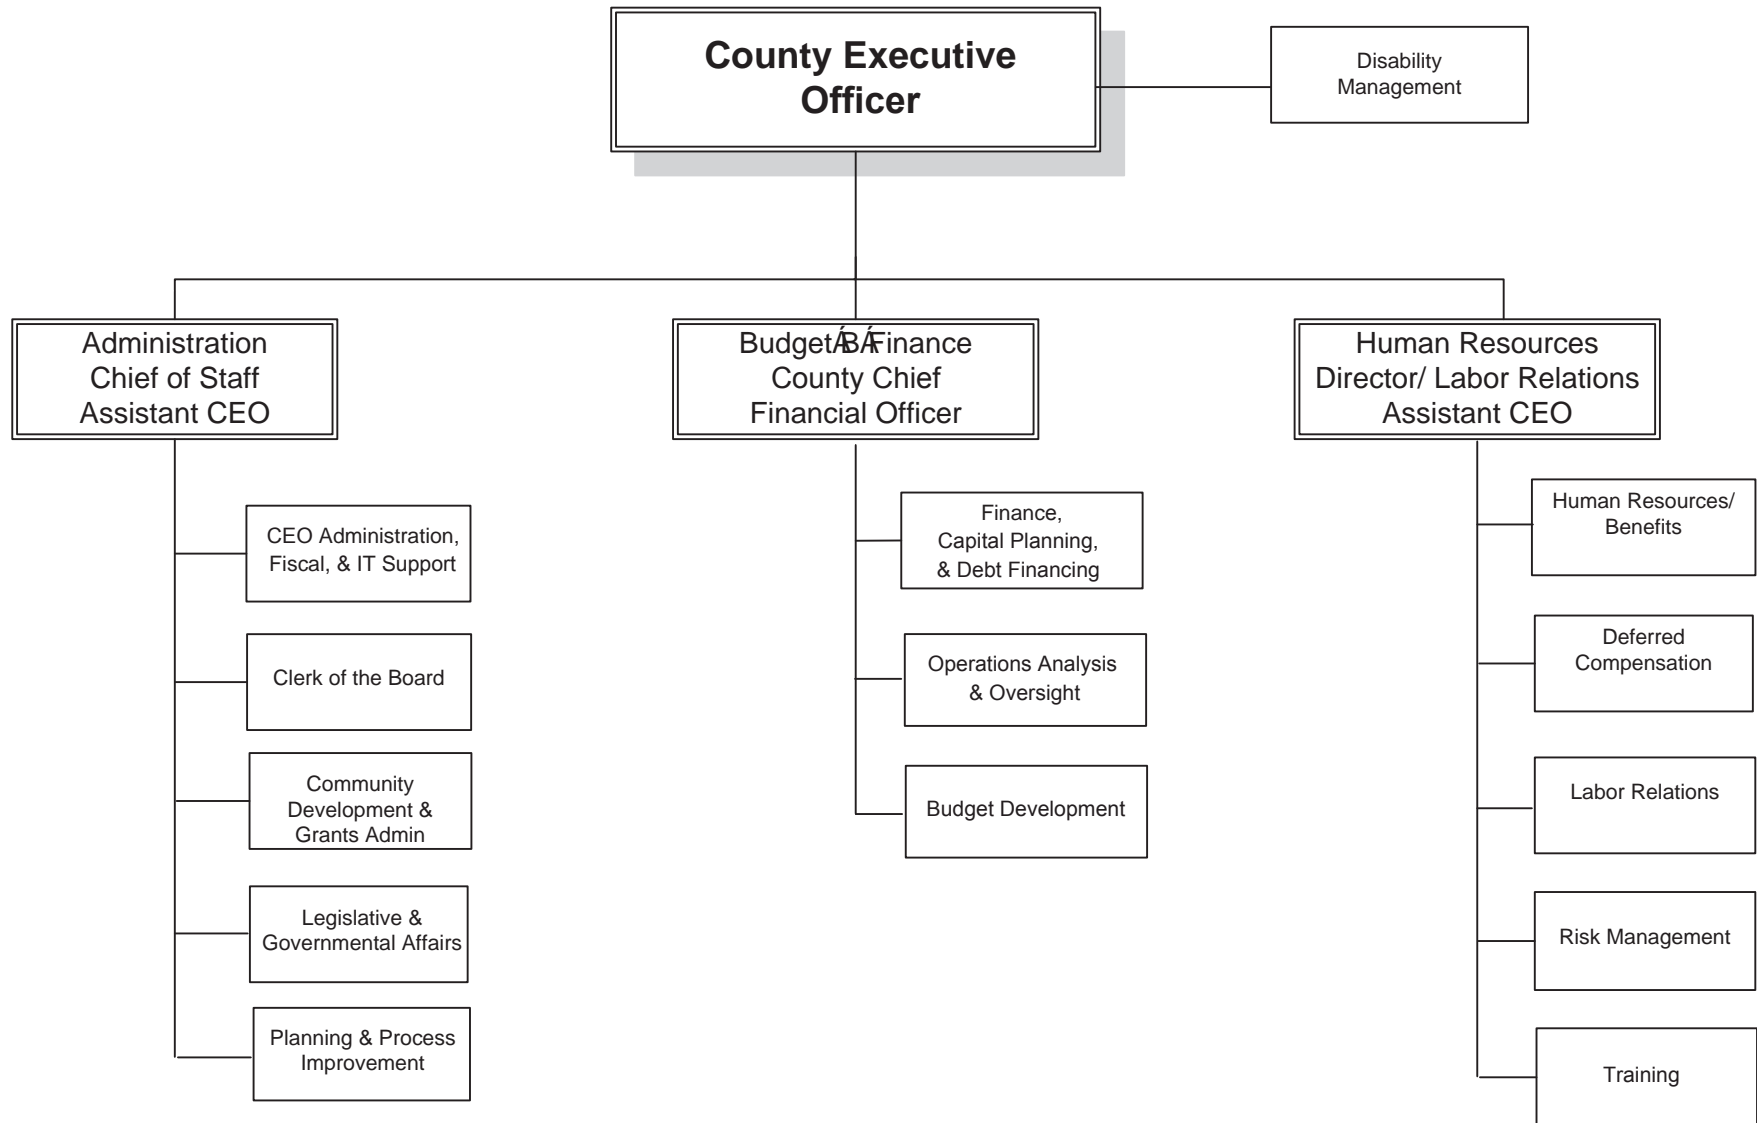 County Executive
Officer
Disability
Management
Administration
Chief of Staff
Assistant CEO
CEO Administration,
Fiscal, & IT Support
Clerk of the Board
Community
Development &
Grants Admin
Legislative &
Governmental Affairs
Planning & Process
Improvement
Budget Finance
County Chief
Financial Officer
Finance,
Capital Planning,
& Debt Financing
Operations Analysis
& Oversight
Budget Development
Human Resources
Director/ Labor Relations
Assistant CEO
Human Resources/
Benefits
Deferred
Compensation
Labor Relations
Risk Management
Training